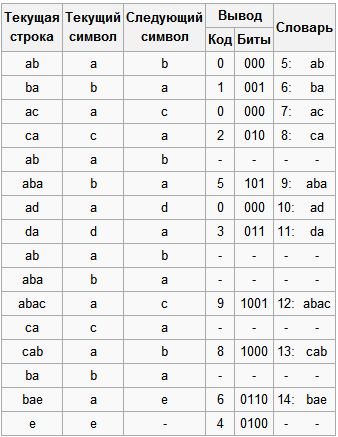 Текущая строка Текущий символ Следующий символ Вывод Словарь
Код Биты
ab a b 0 000 5: ab
ba b a 1 001 6: ba
ac a c 0 000 7: ac
ca c a 2 010 8: ca
ab a b - - - -
aba b a 5 101 9: aba
ad a d 0 000 10: ad
da d a 3 011 11: da
ab a b - - - -
aba b a - - - -
abac a c 9 1001 12: abac
ca c a - - - -
cab a b 8 1000 13: cab
ba b a - - - -
bae a e 6 0110 14: bae
e e - 4 0100 - -